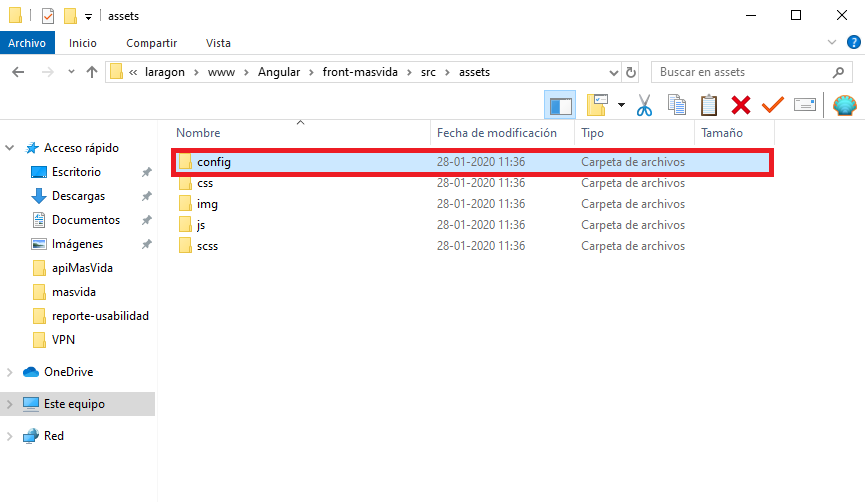 assets
Archivo Inicio Compartir Vista
« laragon › www › Angular › front-masvida › src › assets
Buscar en assets
Nombre Fecha de modificación Tipo Tamaño
Acceso rápido
Escritorio
Descargas
Documentos
Imágenes
apiMasVida
masvida
reporte-usabilidad
VPN
OneDrive
Este equipo
Red
config 28-01-2020 11:36 Carpeta de archivos
css 28-01-2020 11:36 Carpeta de archivos
img 28-01-2020 11:36 Carpeta de archivos
js 28-01-2020 11:36 Carpeta de archivos
scss 28-01-2020 11:36 Carpeta de archivos